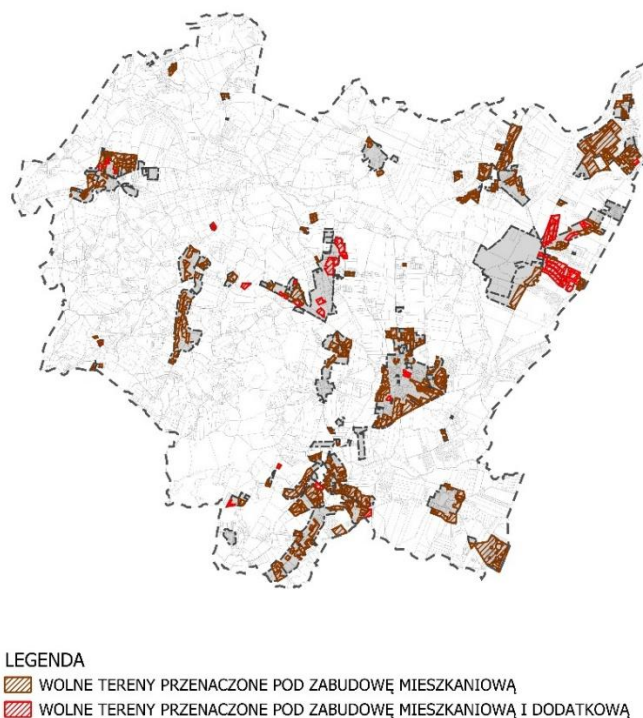 LEGENDA
WOLNE TERENY PRZENACZONE POD ZABUDOWĘ MIESZKANIOWĄ
WOLNE TERENY PRZENACZONE POD ZABUDOWĘ MIESZKANIOWĄ I DODATKOWĄ